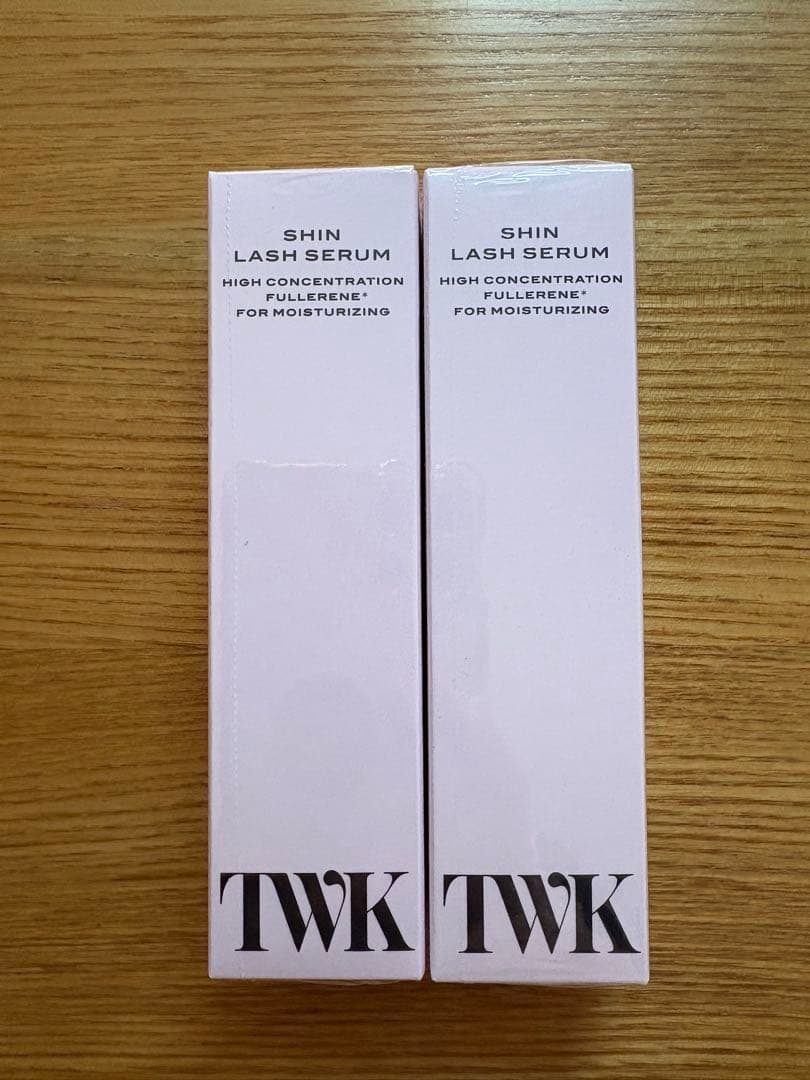 SHIN
LASH SERUM
HIGH CONCENTRATION
FULLERENE*
FOR MOISTURIZING
TWK
SHIN
LASH SERUM
HIGH CONCENTRATION
FULLERENE*
FOR MOISTURIZING
TWK